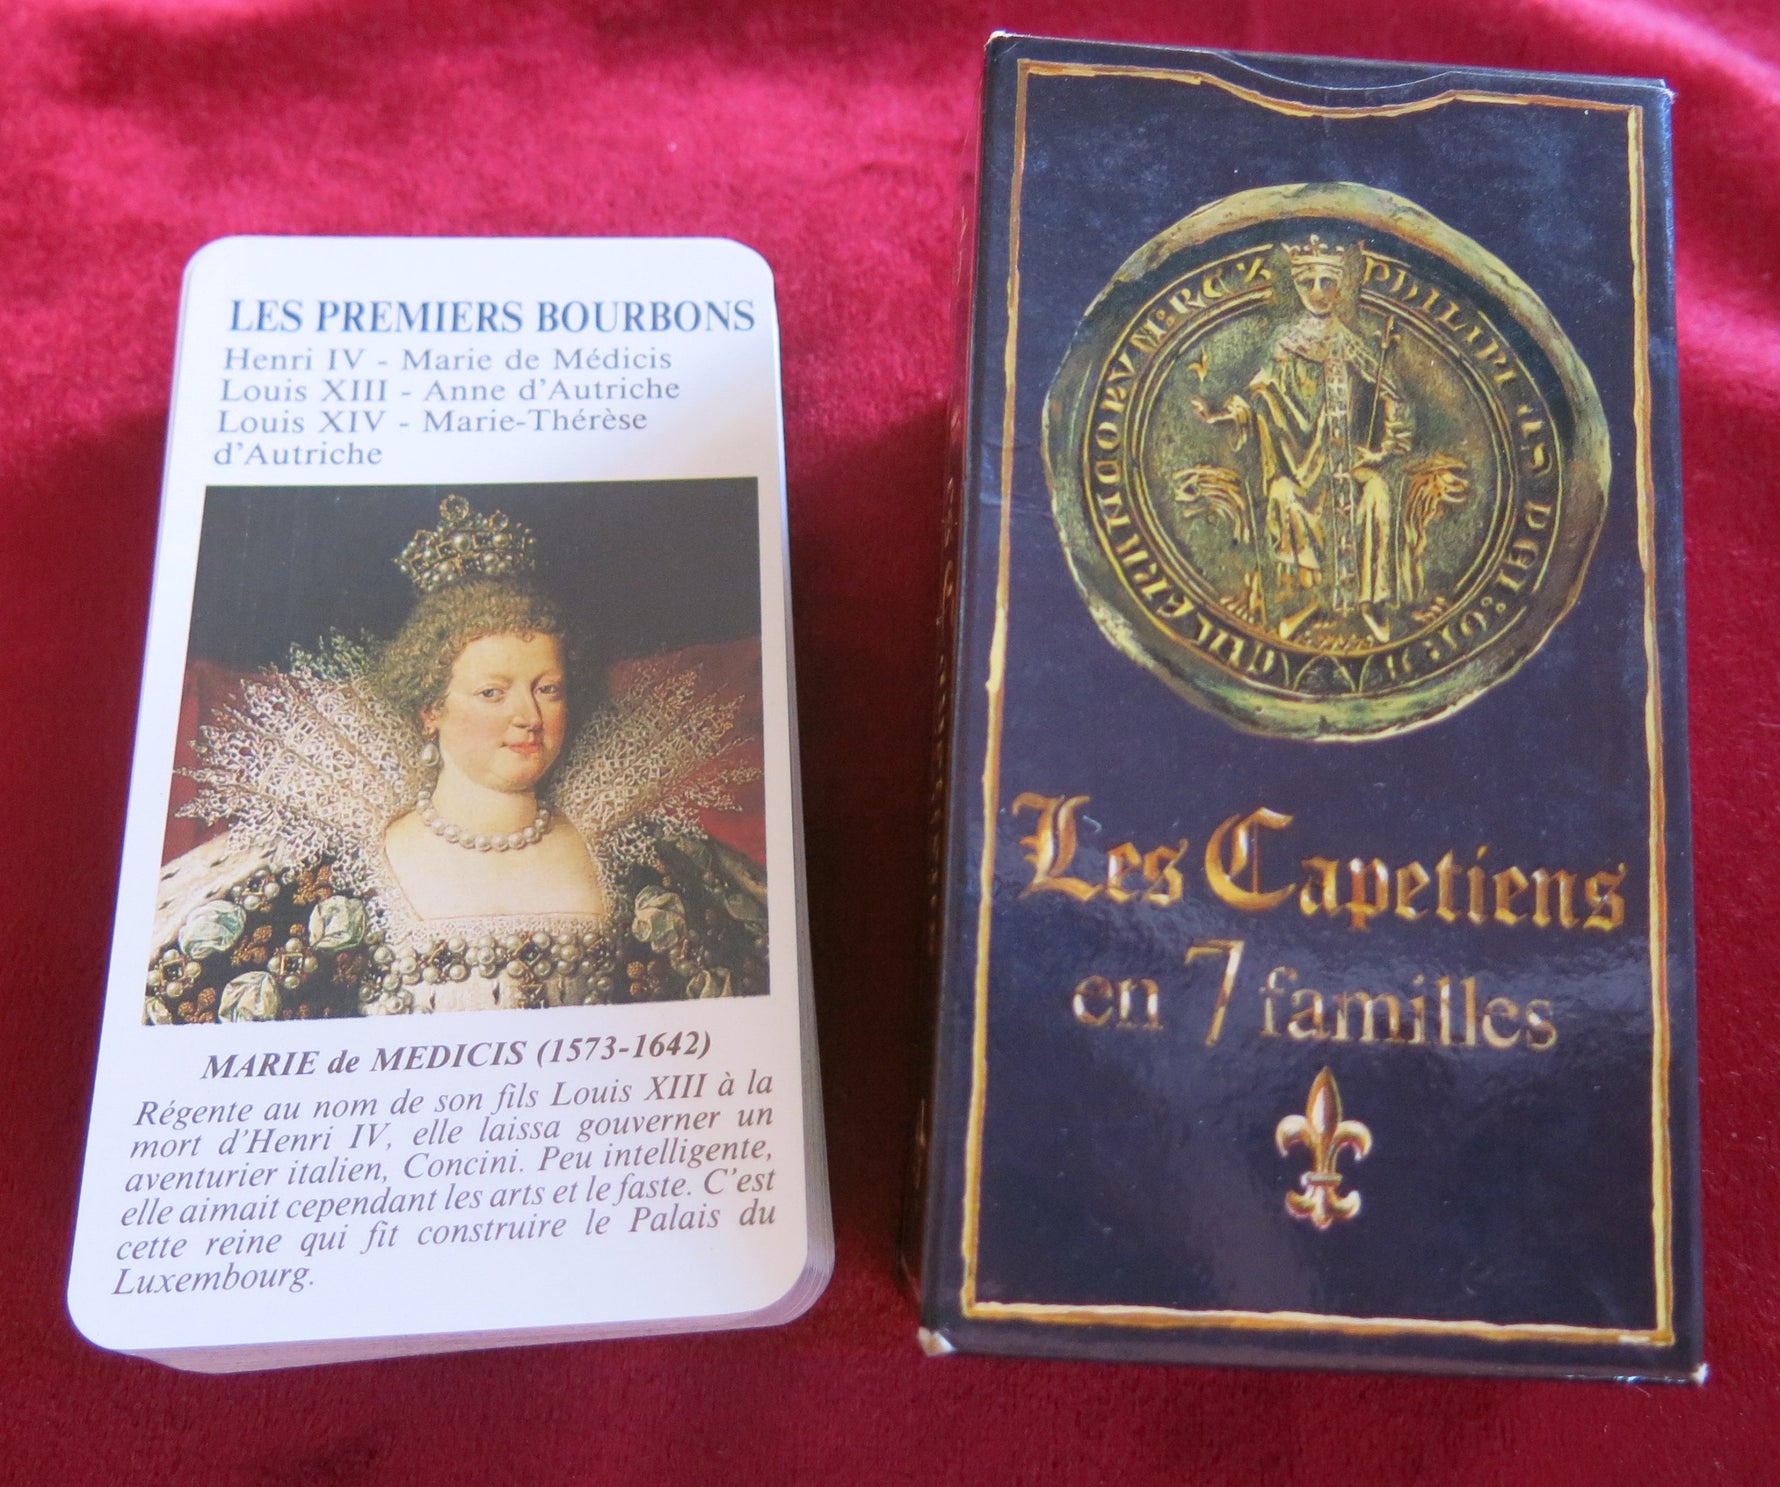 LES PREMIERS BOURBONS
Henri IV - Marie de Médicis
Louis XIII - Anne d'Autriche
Louis XIV - Marie-Thérèse
d'Autriche
MARIE de MEDICIS (1573-1642)
Régente au nom de son fils Louis XIII à la
mort d'Henri IV, elle laissa gouverner un
aventurier italien, Concini. Peu intelligente,
elle aimait cependant les arts et le faste. C'est
cette reine qui fit construire le Palais du
Luxembourg.
Les Capetiens
en 7 familles